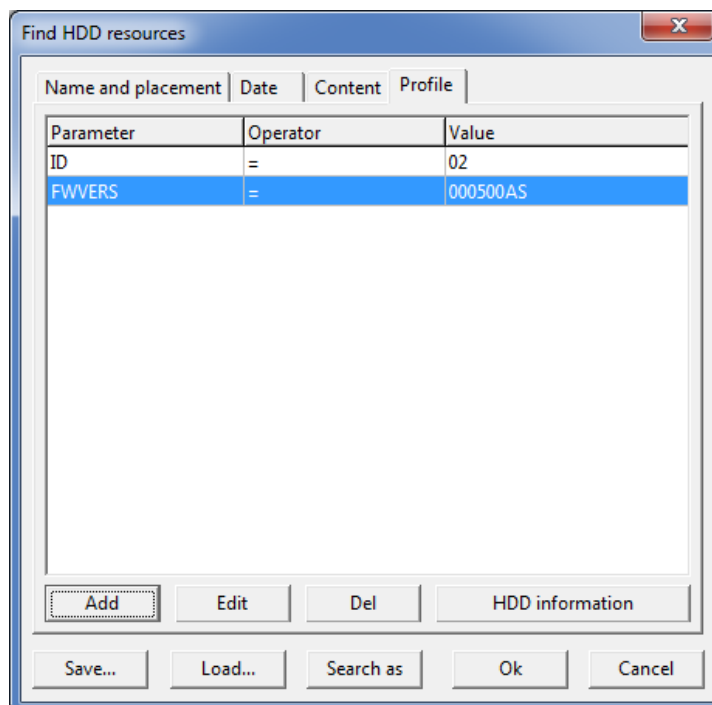 Find HDD resources
Name and placement Date Content Profile
Parameter Operator Value
ID = 02
FWVERS = 000500AS
Add Edit Del HDD information
Save... Load... Search as Ok Cancel